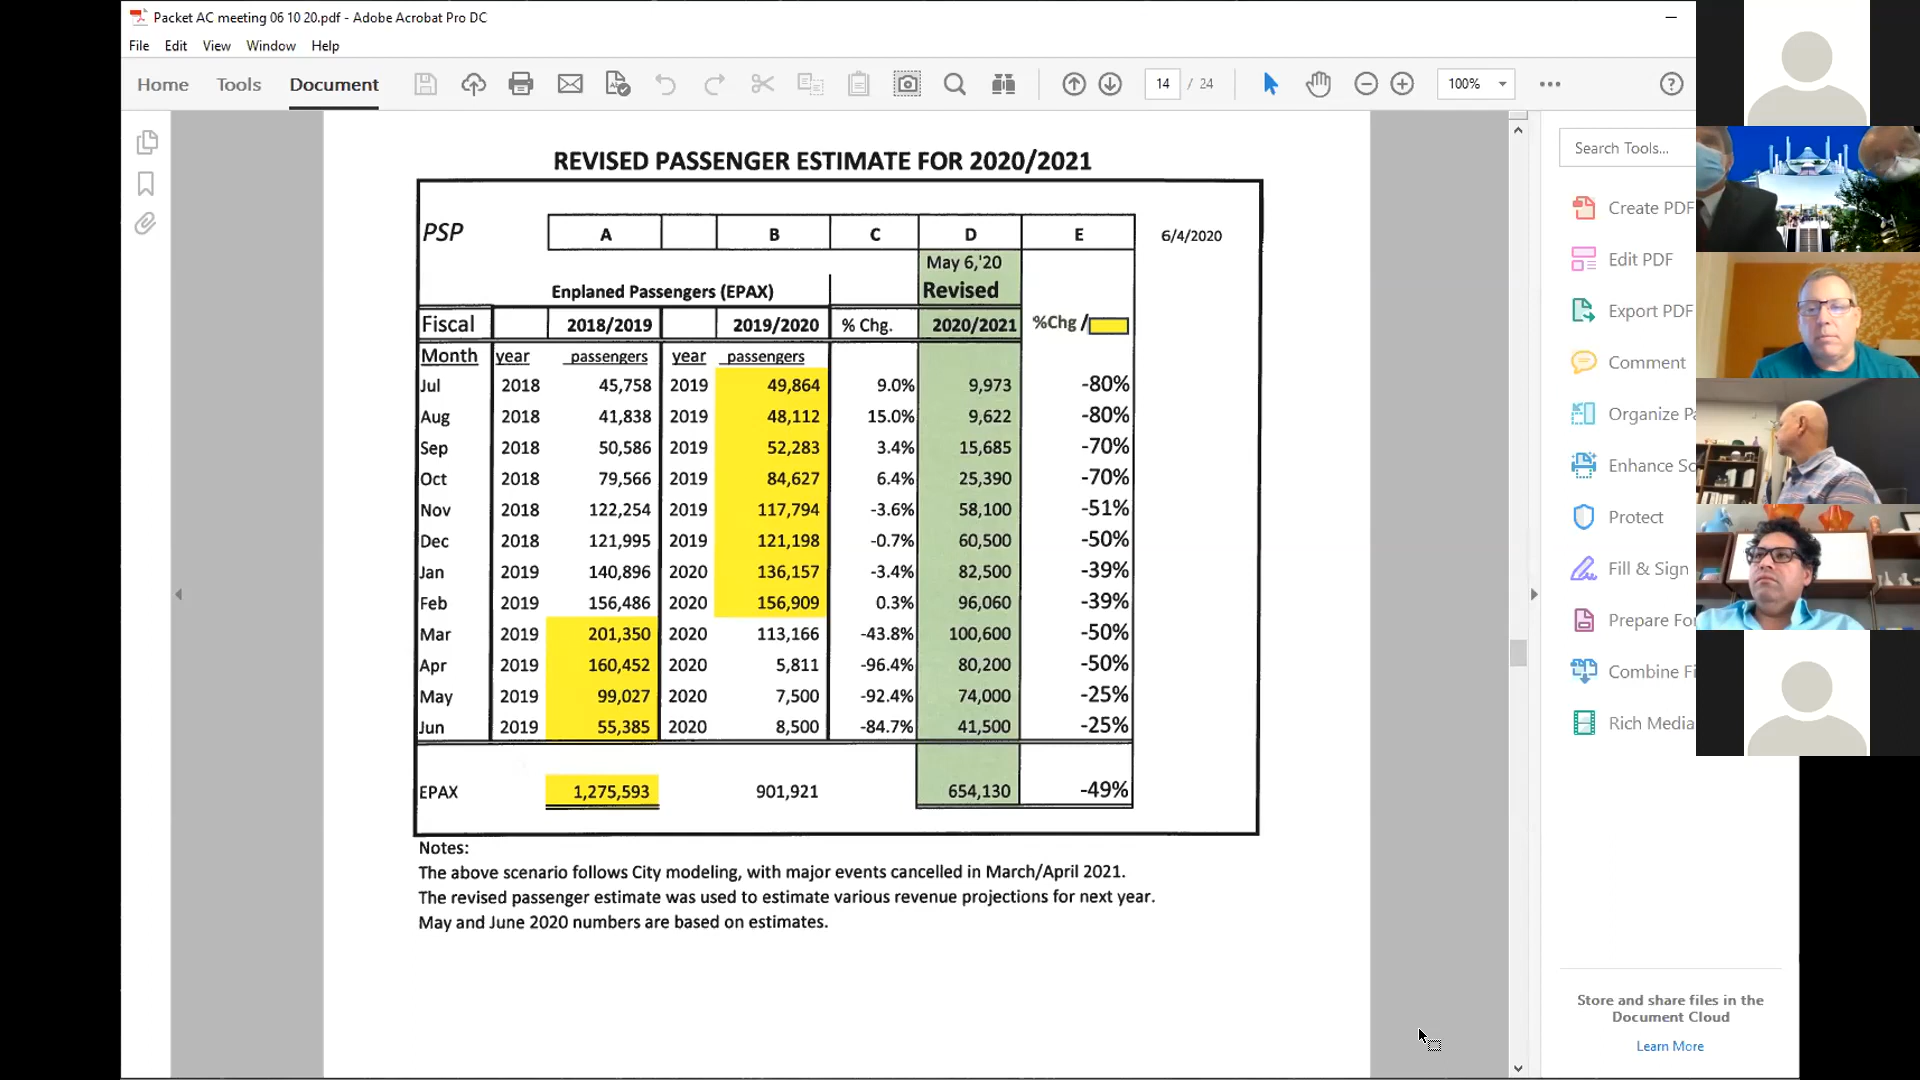 Packet AC meeting 06 10 20.pdf - Adobe Acrobat Pro DC
File Edit View Window Help
Home Tools Document 14 / 24 100%
Search Tools...
Create PDF
Edit PDF
Export PDF
Comment
Organize Pa
Enhance Sc
Protect
Fill & Sign
Prepare For
Combine Fi
Rich Media
Store and share files in the
Document Cloud
Learn More
REVISED PASSENGER ESTIMATE FOR 2020/2021
PSP A B C D E 6/4/2020
May 6,'20
Enplaned Passengers (EPAX) Revised
Fiscal 2018/2019 2019/2020 % Chg. 2020/2021 %Chg /
Month year passengers year passengers
Jul 2018 45,758 2019 49,864 9.0% 9,973 -80%
Aug 2018 41,838 2019 48,112 15.0% 9,622 -80%
Sep 2018 50,586 2019 52,283 3.4% 15,685 -70%
Oct 2018 79,566 2019 84,627 6.4% 25,390 -70%
Nov 2018 122,254 2019 117,794 -3.6% 58,100 -51%
Dec 2018 121,995 2019 121,198 -0.7% 60,500 -50%
Jan 2019 140,896 2020 136,157 -3.4% 82,500 -39%
Feb 2019 156,486 2020 156,909 0.3% 96,060 -39%
Mar 2019 201,350 2020 113,166 -43.8% 100,600 -50%
Apr 2019 160,452 2020 5,811 -96.4% 80,200 -50%
May 2019 99,027 2020 7,500 -92.4% 74,000 -25%
Jun 2019 55,385 2020 8,500 -84.7% 41,500 -25%
EPAX 1,275,593 901,921 654,130 -49%
Notes:
The above scenario follows City modeling, with major events cancelled in March/April 2021.
The revised passenger estimate was used to estimate various revenue projections for next year.
May and June 2020 numbers are based on estimates.